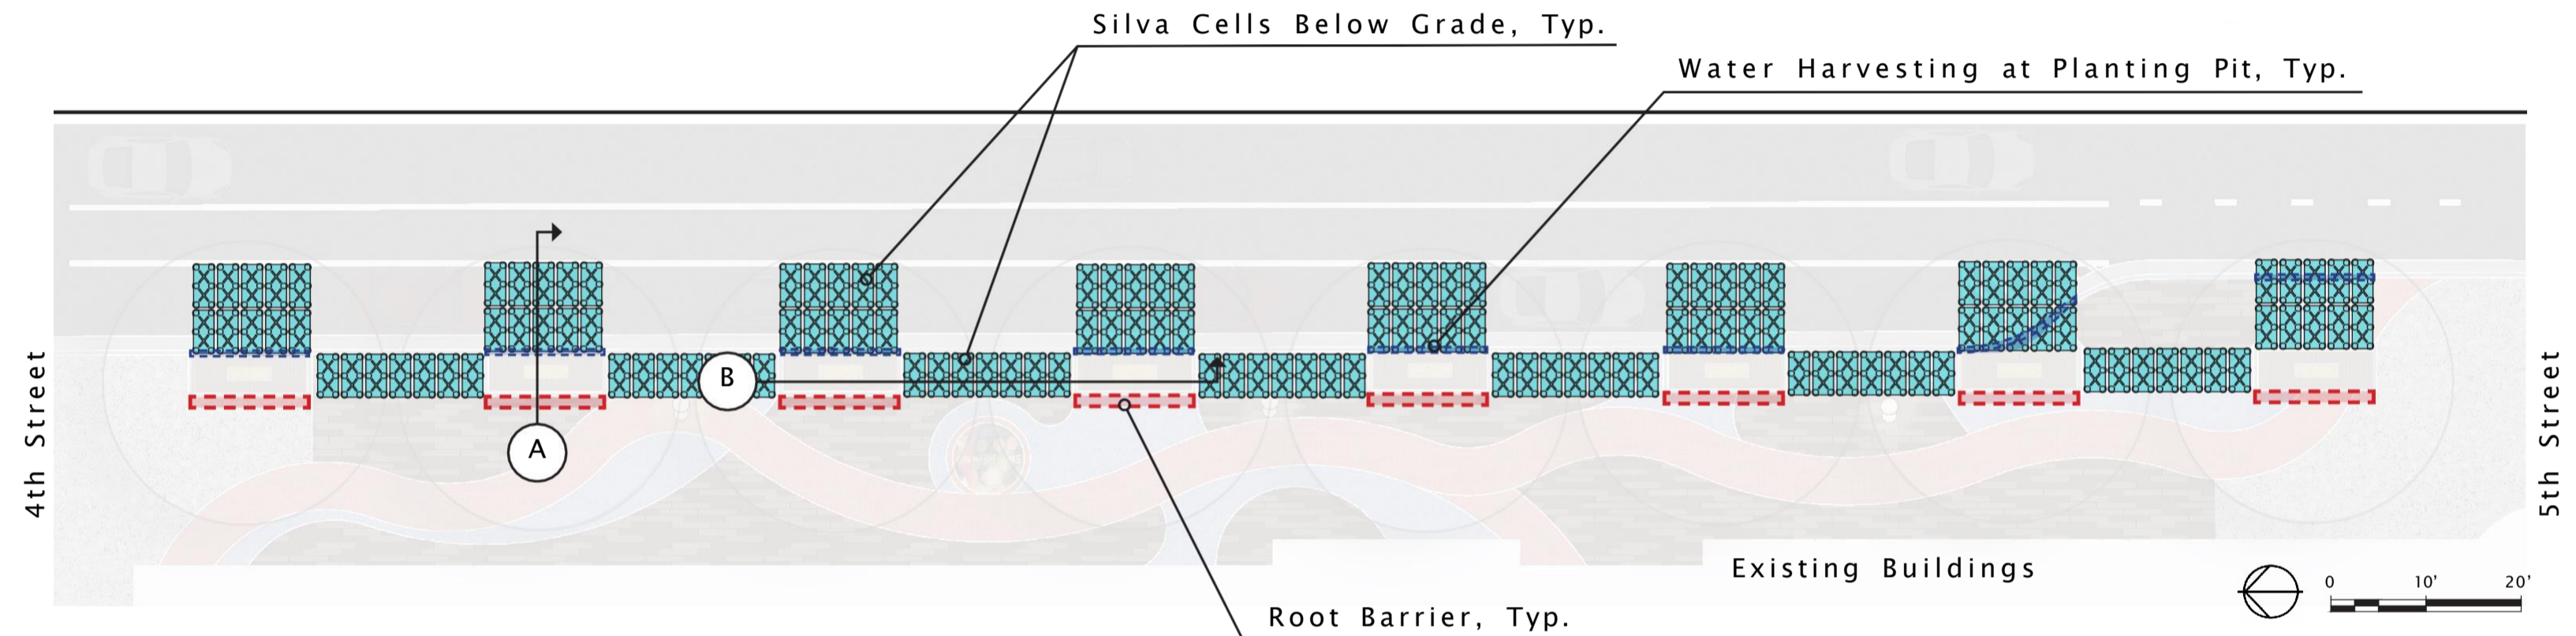 Silva Cells Below Grade, Typ.
Water Harvesting at Planting Pit, Typ.
4th Street
5th Street
B
A
Existing Buildings
0 10' 20'
Root Barrier, Typ.